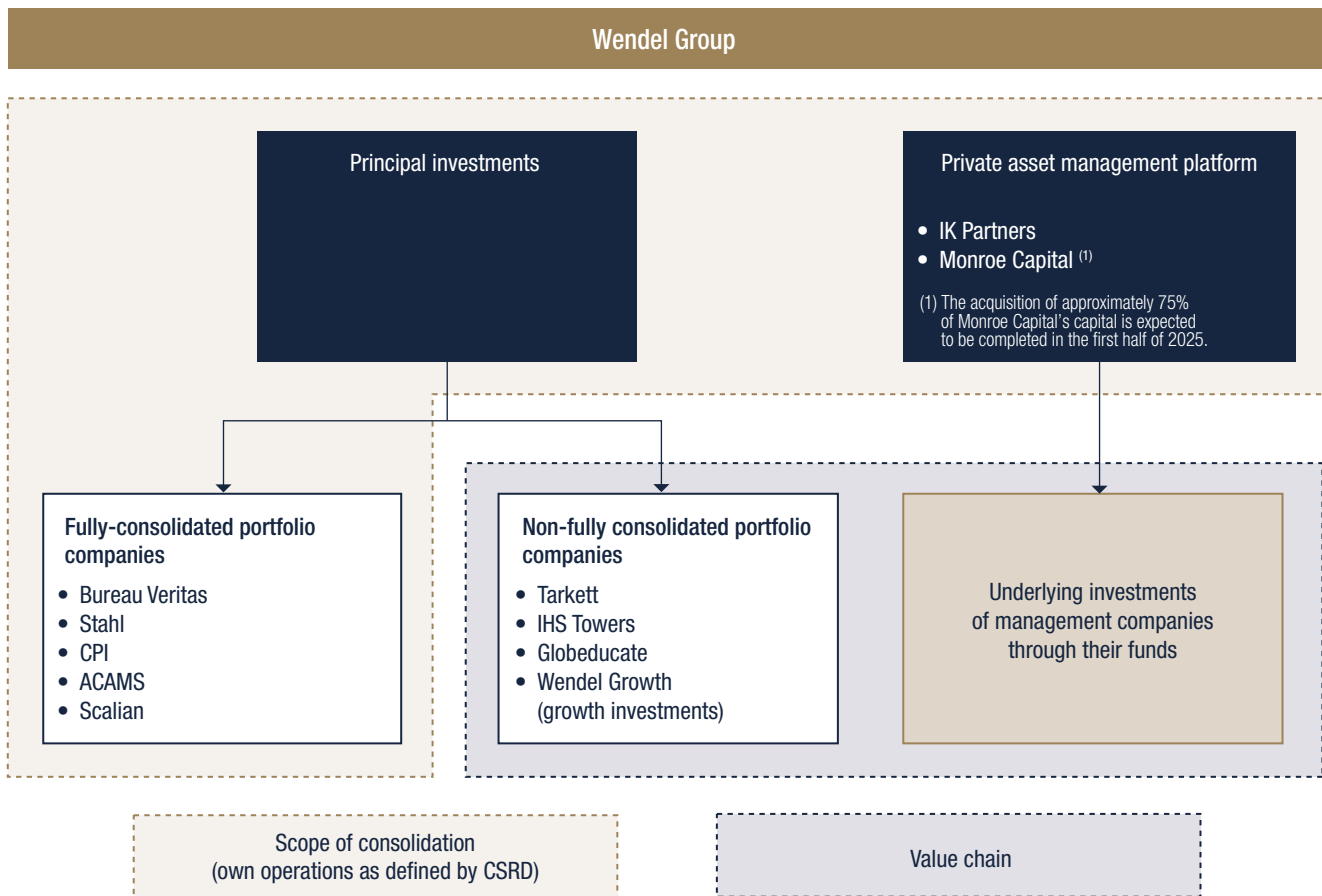 Wendel Group
Principal investments
Private asset management platform
• IK Partners
• Monroe Capital (1)
(1) The acquisition of approximately 75%
of Monroe Capital's capital is expected
to be completed in the first half of 2025.
Fully-consolidated portfolio
companies
• Bureau Veritas
• Stahl
• CPI
• ACAMS
• Scalian
Non-fully consolidated portfolio
companies
• Tarkett
• IHS Towers
• Globeducate
• Wendel Growth
(growth investments)
Underlying investments
of management companies
through their funds
Scope of consolidation
(own operations as defined by CSRD)
Value chain